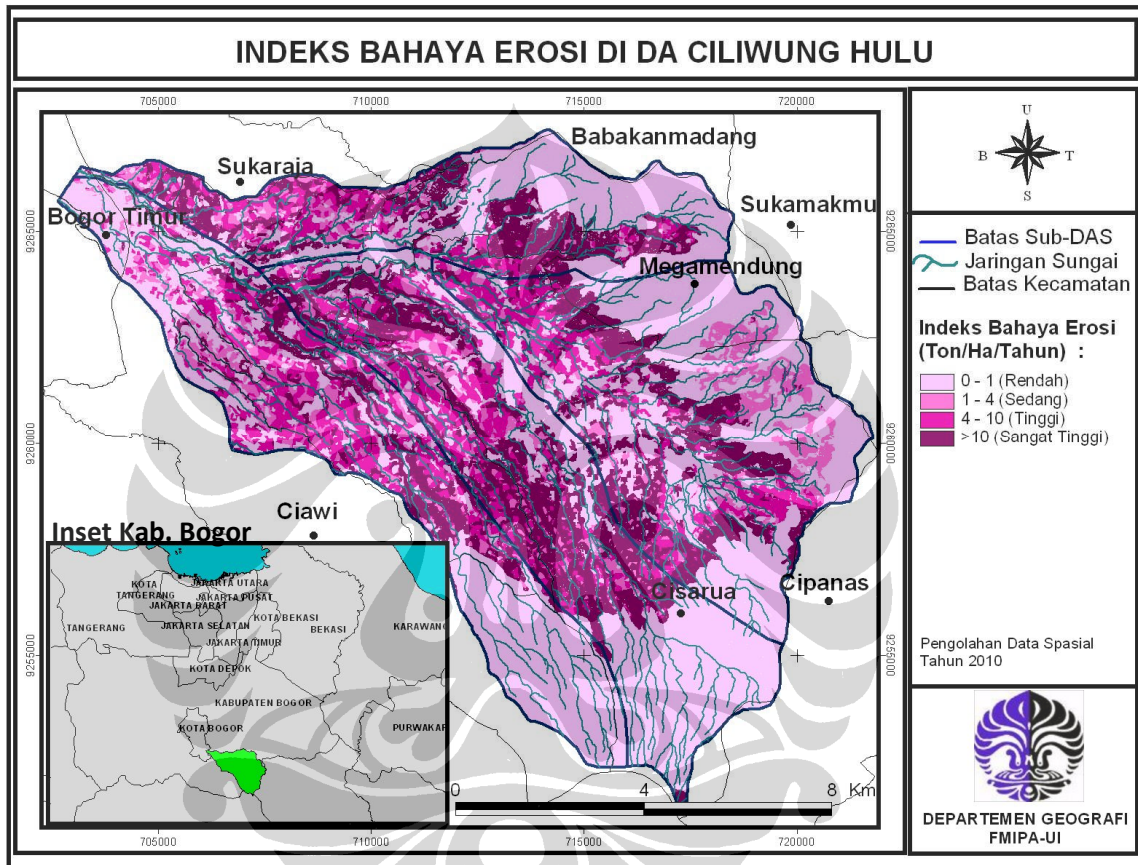 INDEKS BAHAYA EROSI DI DA CILIWUNG HULU
705000 710000 715000 720000
Babakanmadang
Sukaraja
Sukamakmu
Bogor Timur
Megamendung
9265000 9265000
9260000 9260000
Ciawi
Cisarua
Cipanas
9255000 9255000
Inset Kab. Bogor
JAKARTA UTARA
KOTA
TANGERANG
JAKARTA PUSAT
JAKARTA BARAT
KOTA BEKASI
TANGERANG
JAKARTA SELATAN
BEKASI
KARAWANG
JAKARTA TIMUR
KOTA DEPOK
KABUPATEN BOGOR
KOTA BOGOR
PURWAKAR
0 4 8 Km
705000 710000 715000 720000
U
B T
S
Batas Sub-DAS
Jaringan Sungai
Batas Kecamatan
Indeks Bahaya Erosi
(Ton/Ha/Tahun) :
0 - 1 (Rendah)
1 - 4 (Sedang)
4 - 10 (Tinggi)
>10 (Sangat Tinggi)
Pengolahan Data Spasial
Tahun 2010
DEPARTEMEN GEOGRAFI
FMIPA-UI